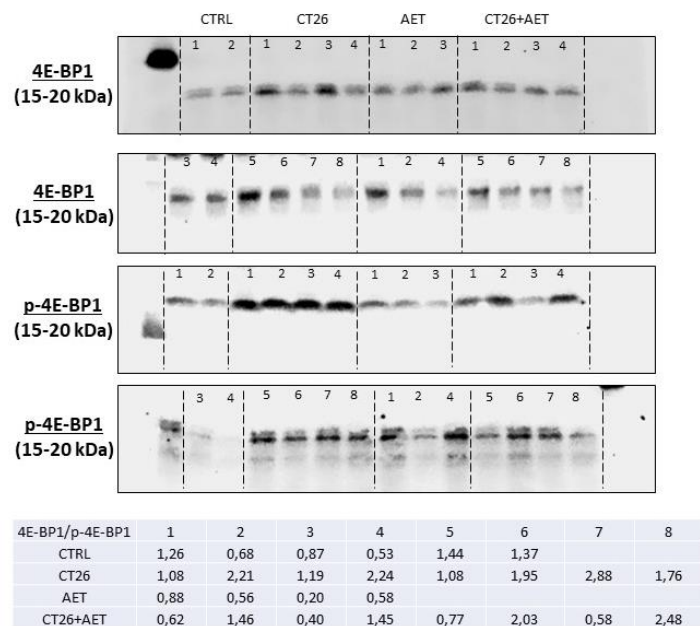 CTRL CT26 AET CT26+AET
1 2 1 2 3 4 1 2 3 1 2 3 4
4E-BP1
(15-20 kDa)
3 4 5 6 7 8 1 2 4 5 6 7 8
4E-BP1
(15-20 kDa)
1 2 1 2 3 4 1 2 3 1 2 3 4
p-4E-BP1
(15-20 kDa)
3 4 5 6 7 8 1 2 4 5 6 7 8
p-4E-BP1
(15-20 kDa)
4E-BP1/p-4E-BP1 1 2 3 4 5 6 7 8
CTRL 1,26 0,68 0,87 0,53 1,44 1,37
CT26 1,08 2,21 1,19 2,24 1,08 1,95 2,88 1,76
AET 0,88 0,56 0,20 0,58
CT26+AET 0,62 1,46 0,40 1,45 0,77 2,03 0,58 2,48